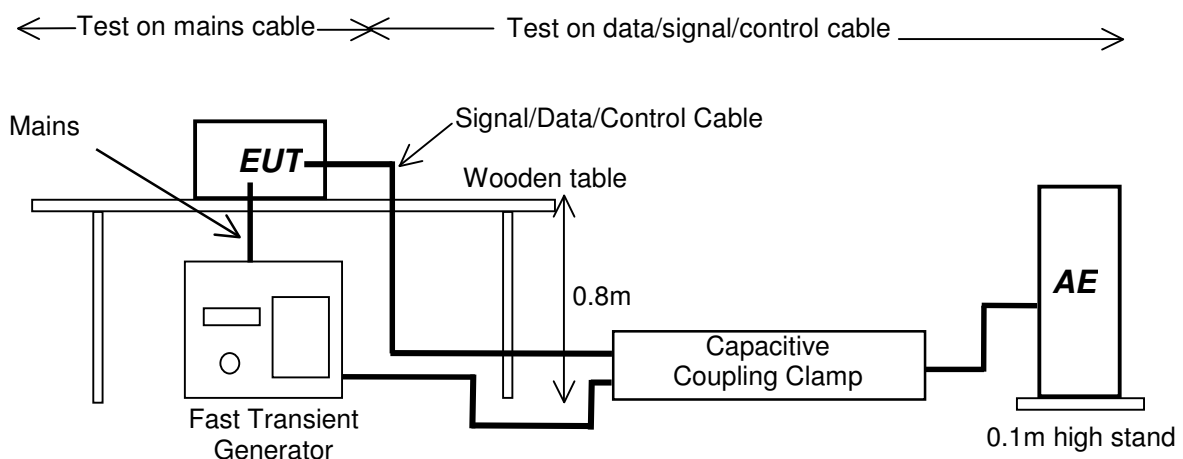 Test on mains cable
Test on data/signal/control cable
Mains
Signal/Data/Control Cable
EUT
Wooden table
0.8m
AE
Capacitive
Coupling Clamp
Fast Transient
Generator
0.1m high stand